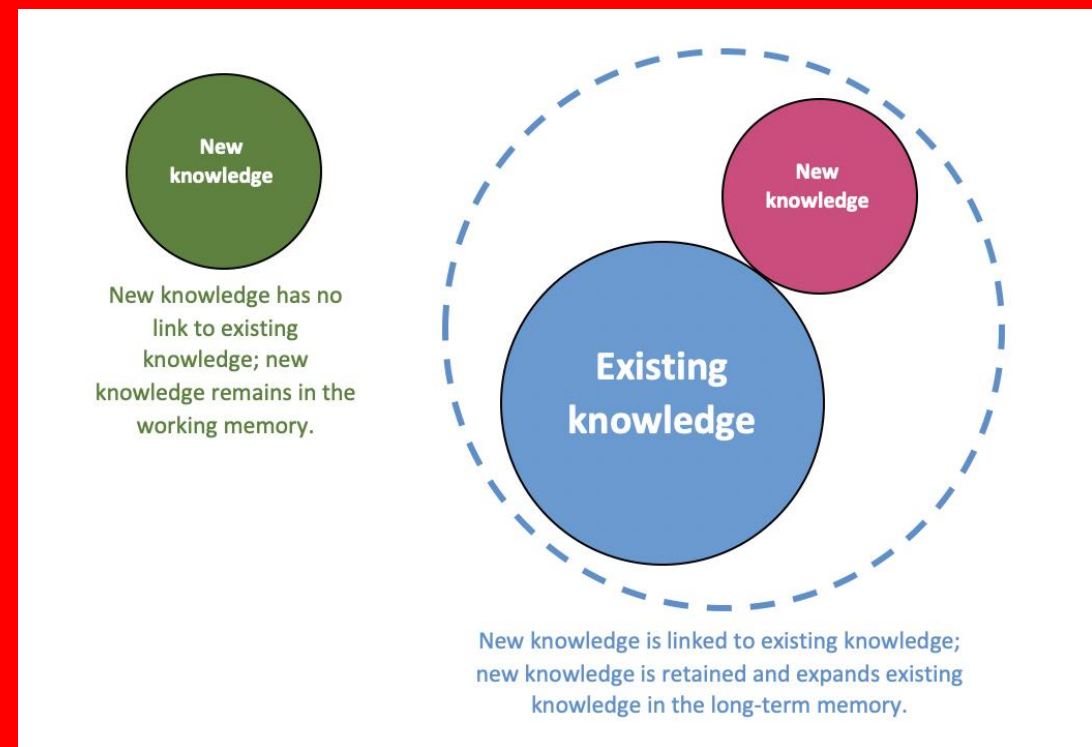 New
knowledge
New knowledge has no
link to existing
knowledge; new
knowledge remains in the
working memory.
New
knowledge
Existing
knowledge
New knowledge is linked to existing knowledge;
new knowledge is retained and expands existing
knowledge in the long-term memory.